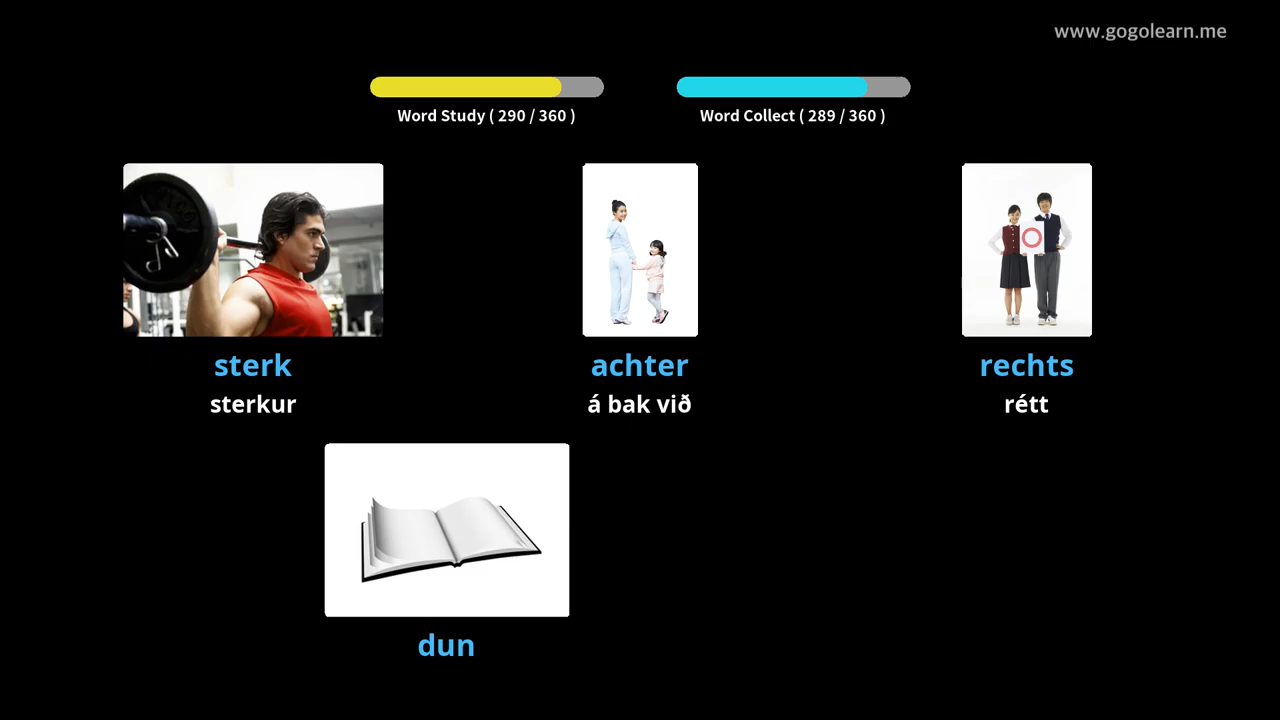 www.gogolearn.me
Word Study ( 290 / 360 )
Word Collect ( 289 / 360 )
sterk
achter
rechts
sterkur
á bak við
rétt
dun